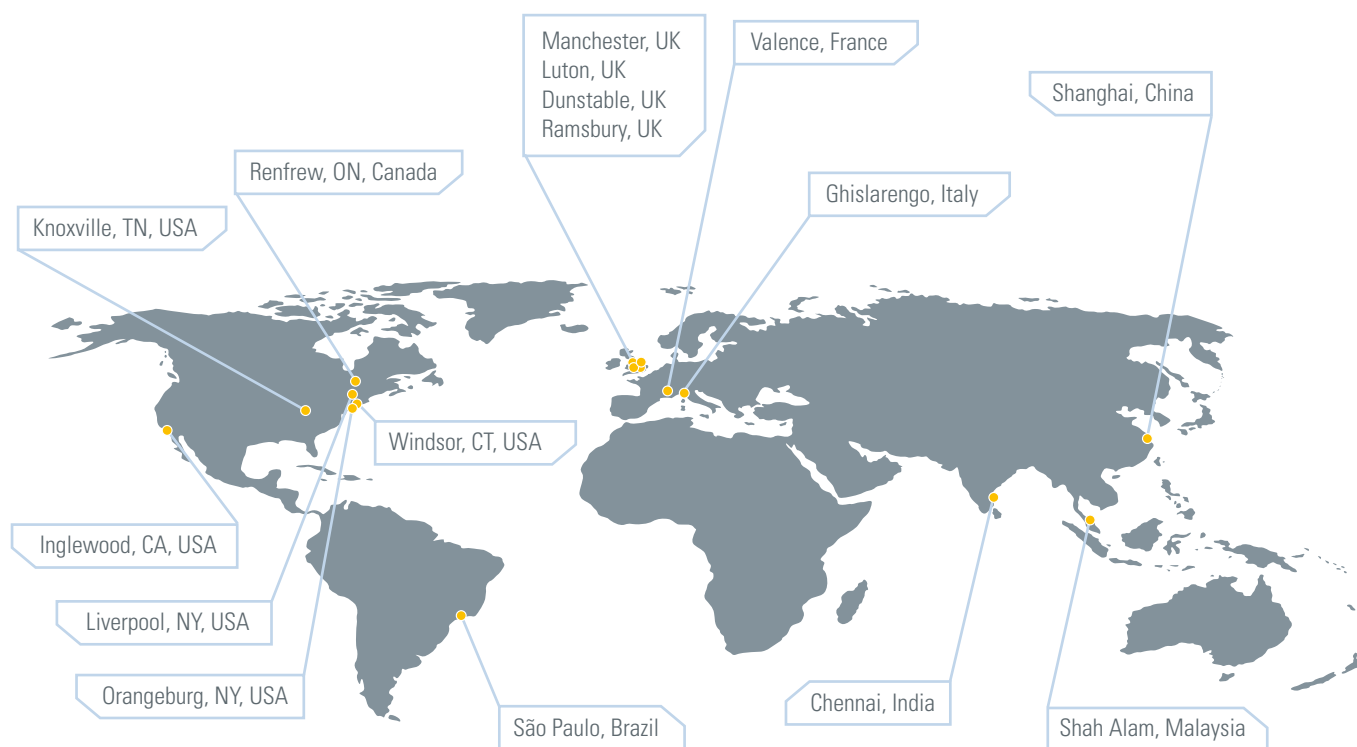 Manchester, UK
Luton, UK
Dunstable, UK
Ramsbury, UK
Valence, France
Shanghai, China
Renfrew, ON, Canada
Ghislarengo, Italy
Knoxville, TN, USA
Windsor, CT, USA
Inglewood, CA, USA
Liverpool, NY, USA
Orangeburg, NY, USA
São Paulo, Brazil
Chennai, India
Shah Alam, Malaysia